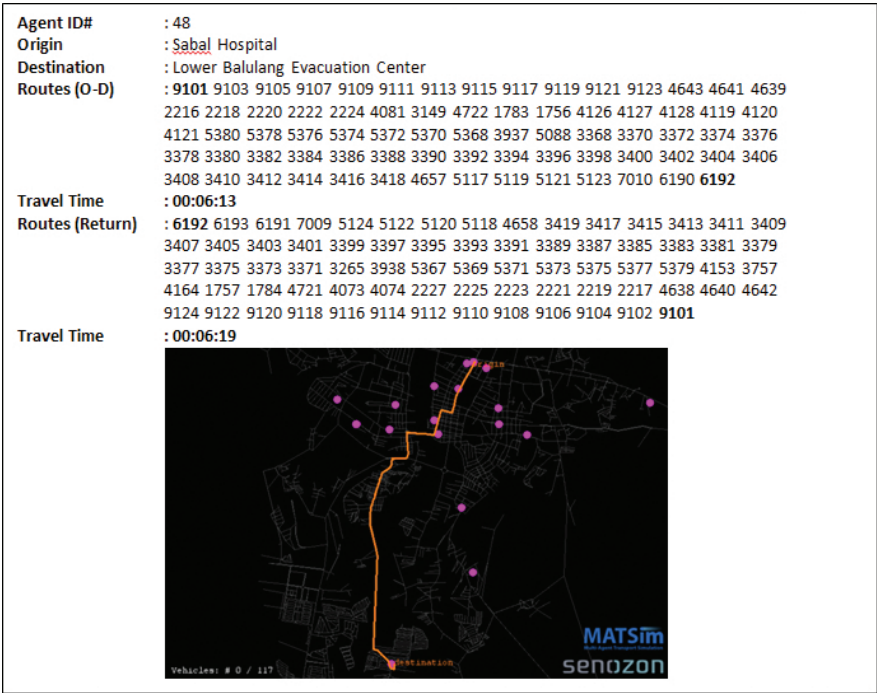 Agent ID# : 48
Origin : Sabal Hospital
Destination : Lower Balulang Evacuation Center
Routes (O-D) : 9101 9103 9105 9107 9109 9111 9113 9115 9117 9119 9121 9123 4643 4641 4639
2216 2218 2220 2222 2224 4081 3149 4722 1783 1756 4126 4127 4128 4119 4120
4121 5380 5378 5376 5374 5372 5370 5368 3937 5088 3368 3370 3372 3374 3376
3378 3380 3382 3384 3386 3388 3390 3392 3394 3396 3398 3400 3402 3404 3406
3408 3410 3412 3414 3416 3418 4657 5117 5119 5121 5123 7010 6190 6192
Travel Time : 00:06:13
Routes (Return) : 6192 6193 6191 7009 5124 5122 5120 5118 4658 3419 3417 3415 3413 3411 3409
3407 3405 3403 3401 3399 3397 3395 3393 3391 3389 3387 3385 3383 3381 3379
3377 3375 3373 3371 3265 3938 5367 5369 5371 5373 5375 5377 5379 4153 3757
4164 1757 1784 4721 4073 4074 2227 2225 2223 2221 2219 2217 4638 4640 4642
9124 9122 9120 9118 9116 9114 9112 9110 9108 9106 9104 9102 9101
Travel Time : 00:06:19
origin
MATSim
Multi-Agent Transport Simulation
destination
senozon
Vehicles: # 0 / 117